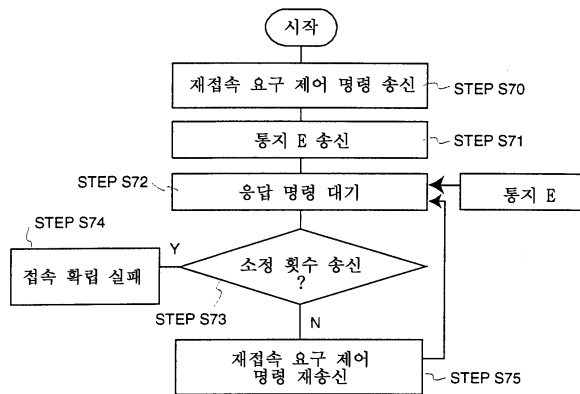 시작
재접속 요구 제어 명령 송신
STEP S70
통지 E 송신
STEP S71
STEP S72
응답 명령 대기
통지 E
STEP S74
Y
접속 확립 실패
소정 횟수 송신
?
STEP S73
N
재접속 요구 제어
명령 재송신
STEP S75